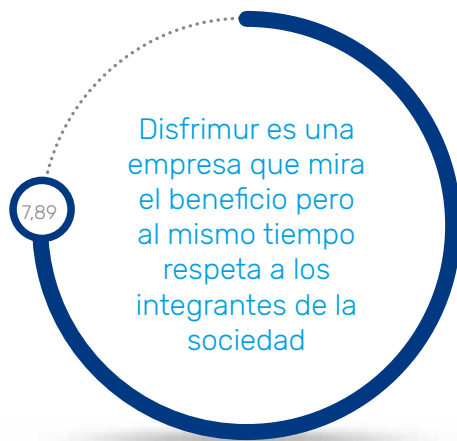 Disfrimur es una
empresa que mira
el beneficio pero
7,89
al mismo tiempo
respeta a los
integrantes de la
sociedad